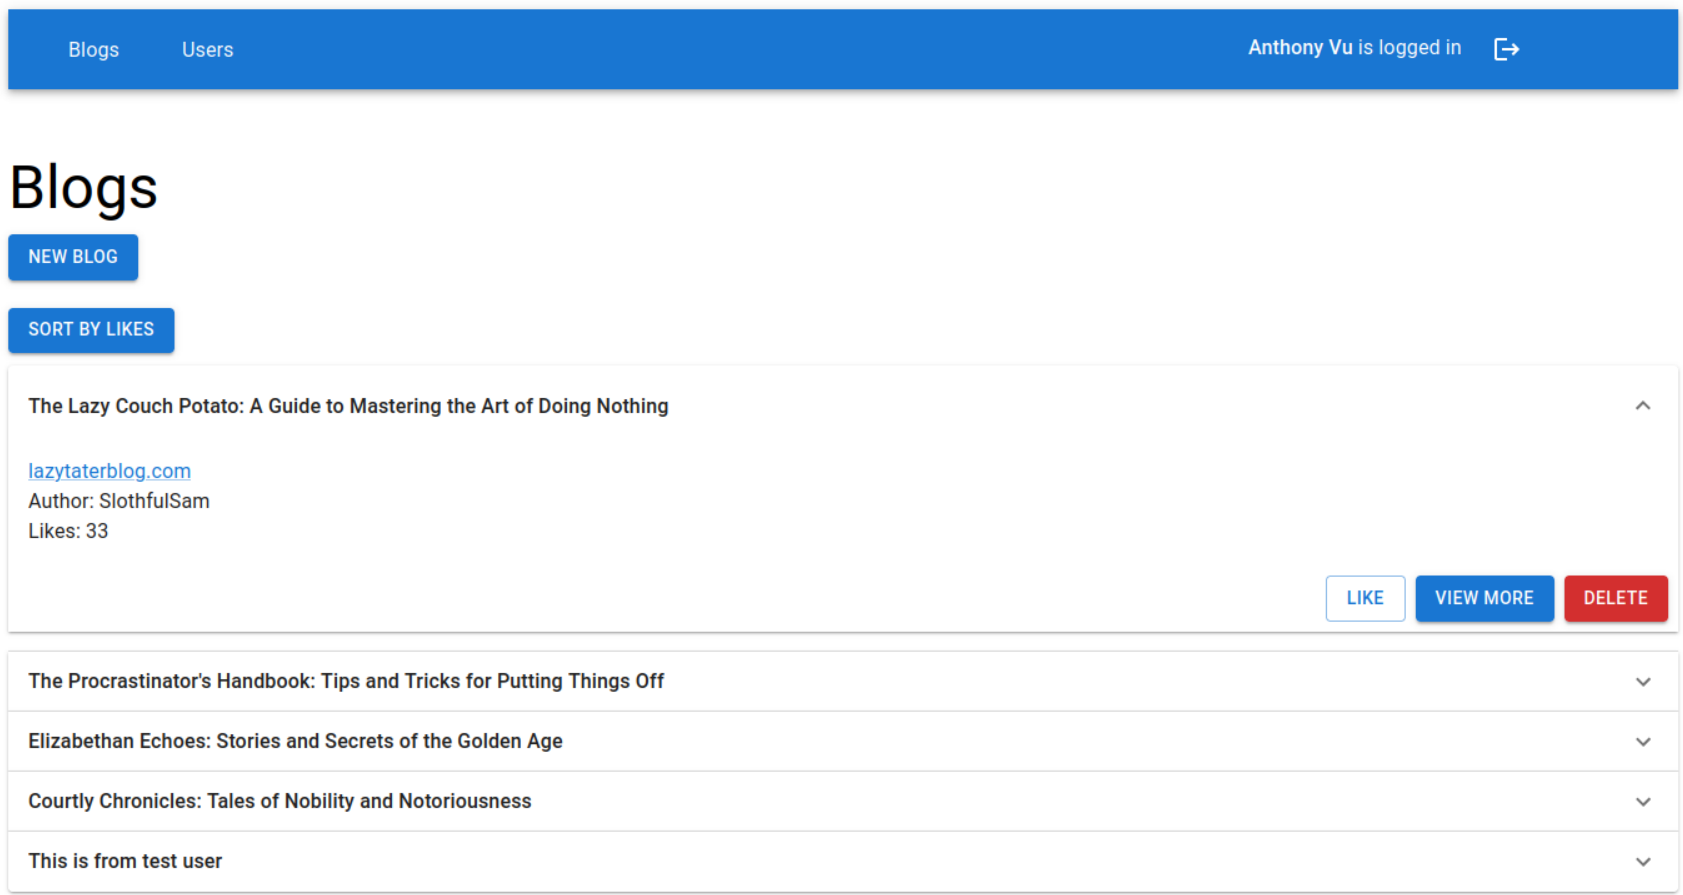 Blogs Users Anthony Vu is logged in
Blogs
NEW BLOG
SORT BY LIKES
The Lazy Couch Potato: A Guide to Mastering the Art of Doing Nothing
lazytaterblog.com
Author: SlothfulSam
Likes: 33
LIKE VIEW MORE DELETE
The Procrastinator's Handbook: Tips and Tricks for Putting Things Off
Elizabethan Echoes: Stories and Secrets of the Golden Age
Courtly Chronicles: Tales of Nobility and Notoriousness
This is from test user